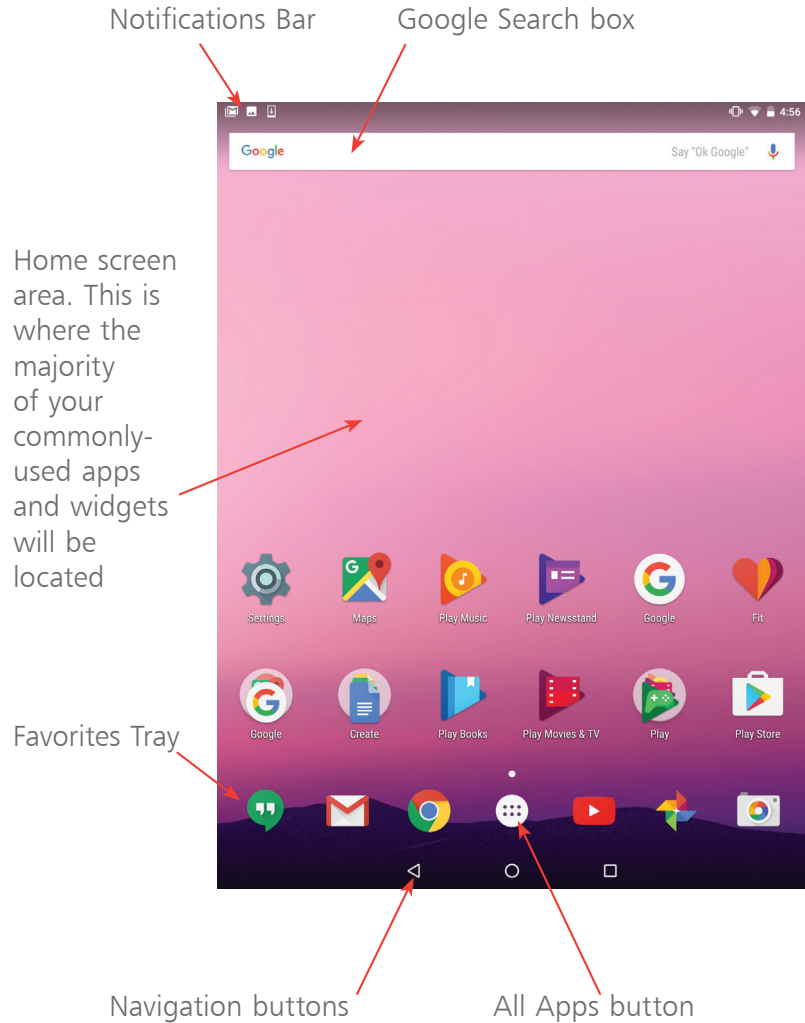 Notifications Bar
Google Search box
4:56
Google
Say "Ok Google"
Home screen
area. This is
where the
majority
of your
commonly-
used apps
and widgets
will be
located
G
Settings
Maps
Play Music
Play Newsstand
G
Google
Fit
G
Google
Create
Play Books
Play Movies & TV
Play
Play Store
Favorites Tray
Navigation buttons
All Apps button